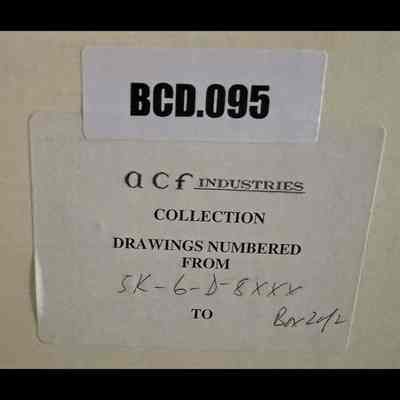 BCD.095
acf INDUSTRIES
COLLECTION
DRAWINGS NUMBERED
FROM
SK-6-D-8XXX
TO
Box 2 of 2